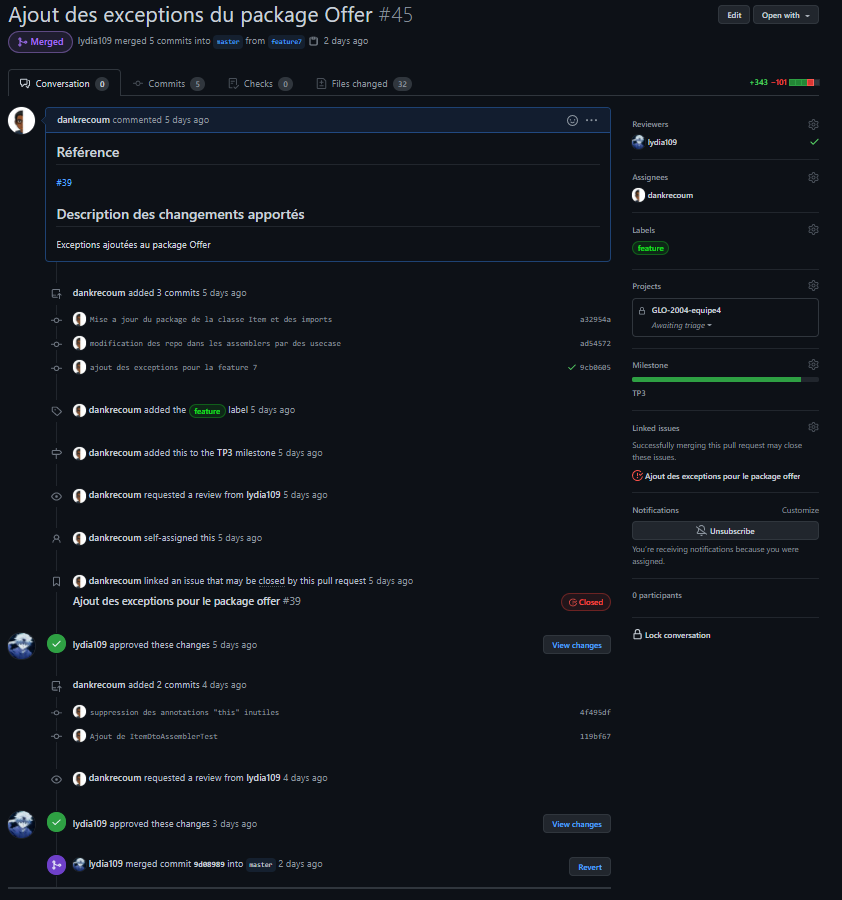 Ajout des exceptions du package Offer #45
Edit
Open with
Merged
lydia109 merged 5 commits into master from feature7 2 days ago
Conversation 0
Commits 5
Checks 0
Files changed 32
+343 −101
dankrecoum commented 5 days ago
Référence
#39
Description des changements apportés
Exceptions ajoutées au package Offer
dankrecoum added 3 commits 5 days ago
Mise a jour du package de la classe Item et des imports a32954a
modification des repo dans les assemblers par des usecase ad54572
ajout des exceptions pour la feature 7 9cb0605
dankrecoum added the feature label 5 days ago
dankrecoum added this to the TP3 milestone 5 days ago
dankrecoum requested a review from lydia109 5 days ago
dankrecoum self-assigned this 5 days ago
dankrecoum linked an issue that may be closed by this pull request 5 days ago
Ajout des exceptions pour le package offer #39
Closed
lydia109 approved these changes 5 days ago
View changes
dankrecoum added 2 commits 4 days ago
suppression des annotations "this" inutiles 4f495df
Ajout de ItemDtoAssemblerTest 119bf67
dankrecoum requested a review from lydia109 4 days ago
lydia109 approved these changes 3 days ago
View changes
lydia109 merged commit 9d08989 into master 2 days ago
Revert
Reviewers
lydia109
Assignees
dankrecoum
Labels
feature
Projects
GLO-2004-equipe4
Awaiting triage
Milestone
TP3
Linked issues
Successfully merging this pull request may close
these issues.
Ajout des exceptions pour le package offer
Notifications
Customize
Unsubscribe
You're receiving notifications because you were
assigned.
0 participants
Lock conversation